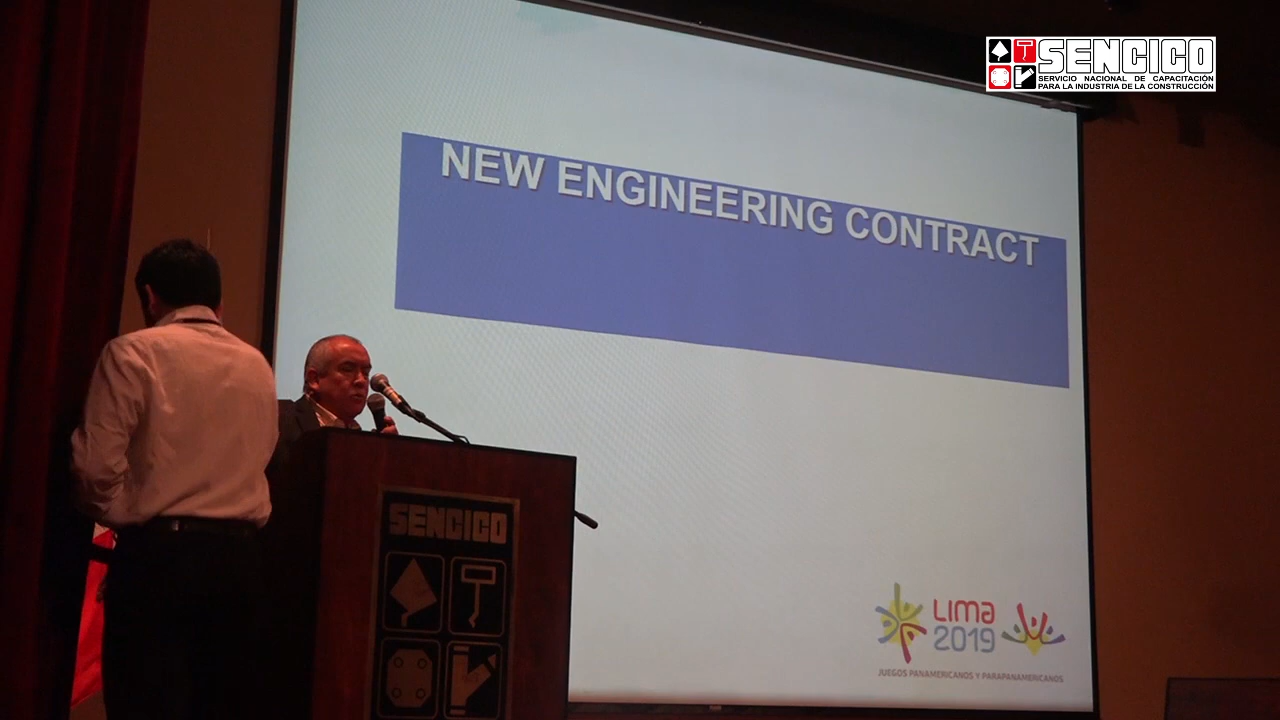 SENCICO
SERVICIO NACIONAL DE CAPACITACIÓN
PARA LA INDUSTRIA DE LA CONSTRUCCIÓN
NEW ENGINEERING CONTRACT
SENCICO
LIMA
2019
JUEGOS PANAMERICANOS Y PARAPANAMERICANOS